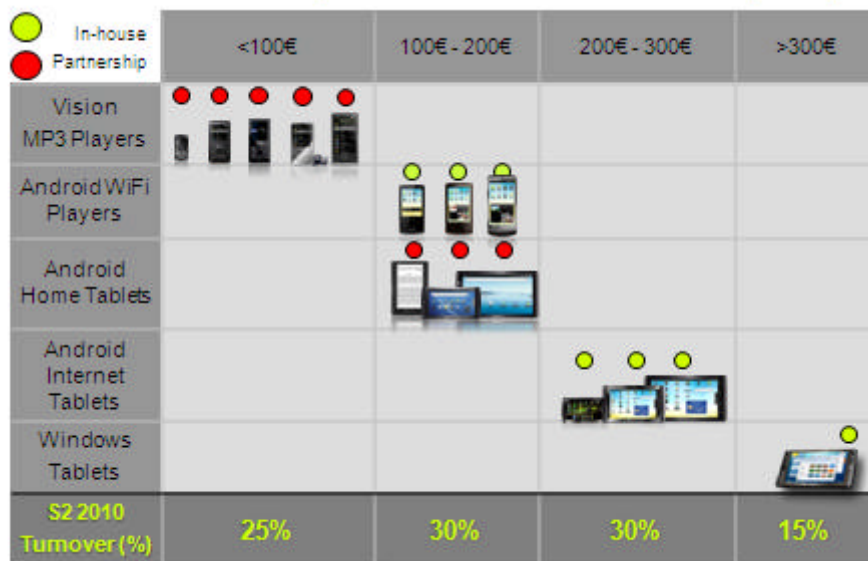 In-house
Partnership
<100€
100€ - 200€
200€ - 300€
>300€
Vision
MP3 Players
Android WiFi
Players
Android
Home Tablets
Android
Internet
Tablets
Windows
Tablets
S2 2010
Turnover (%)
25%
30%
30%
15%